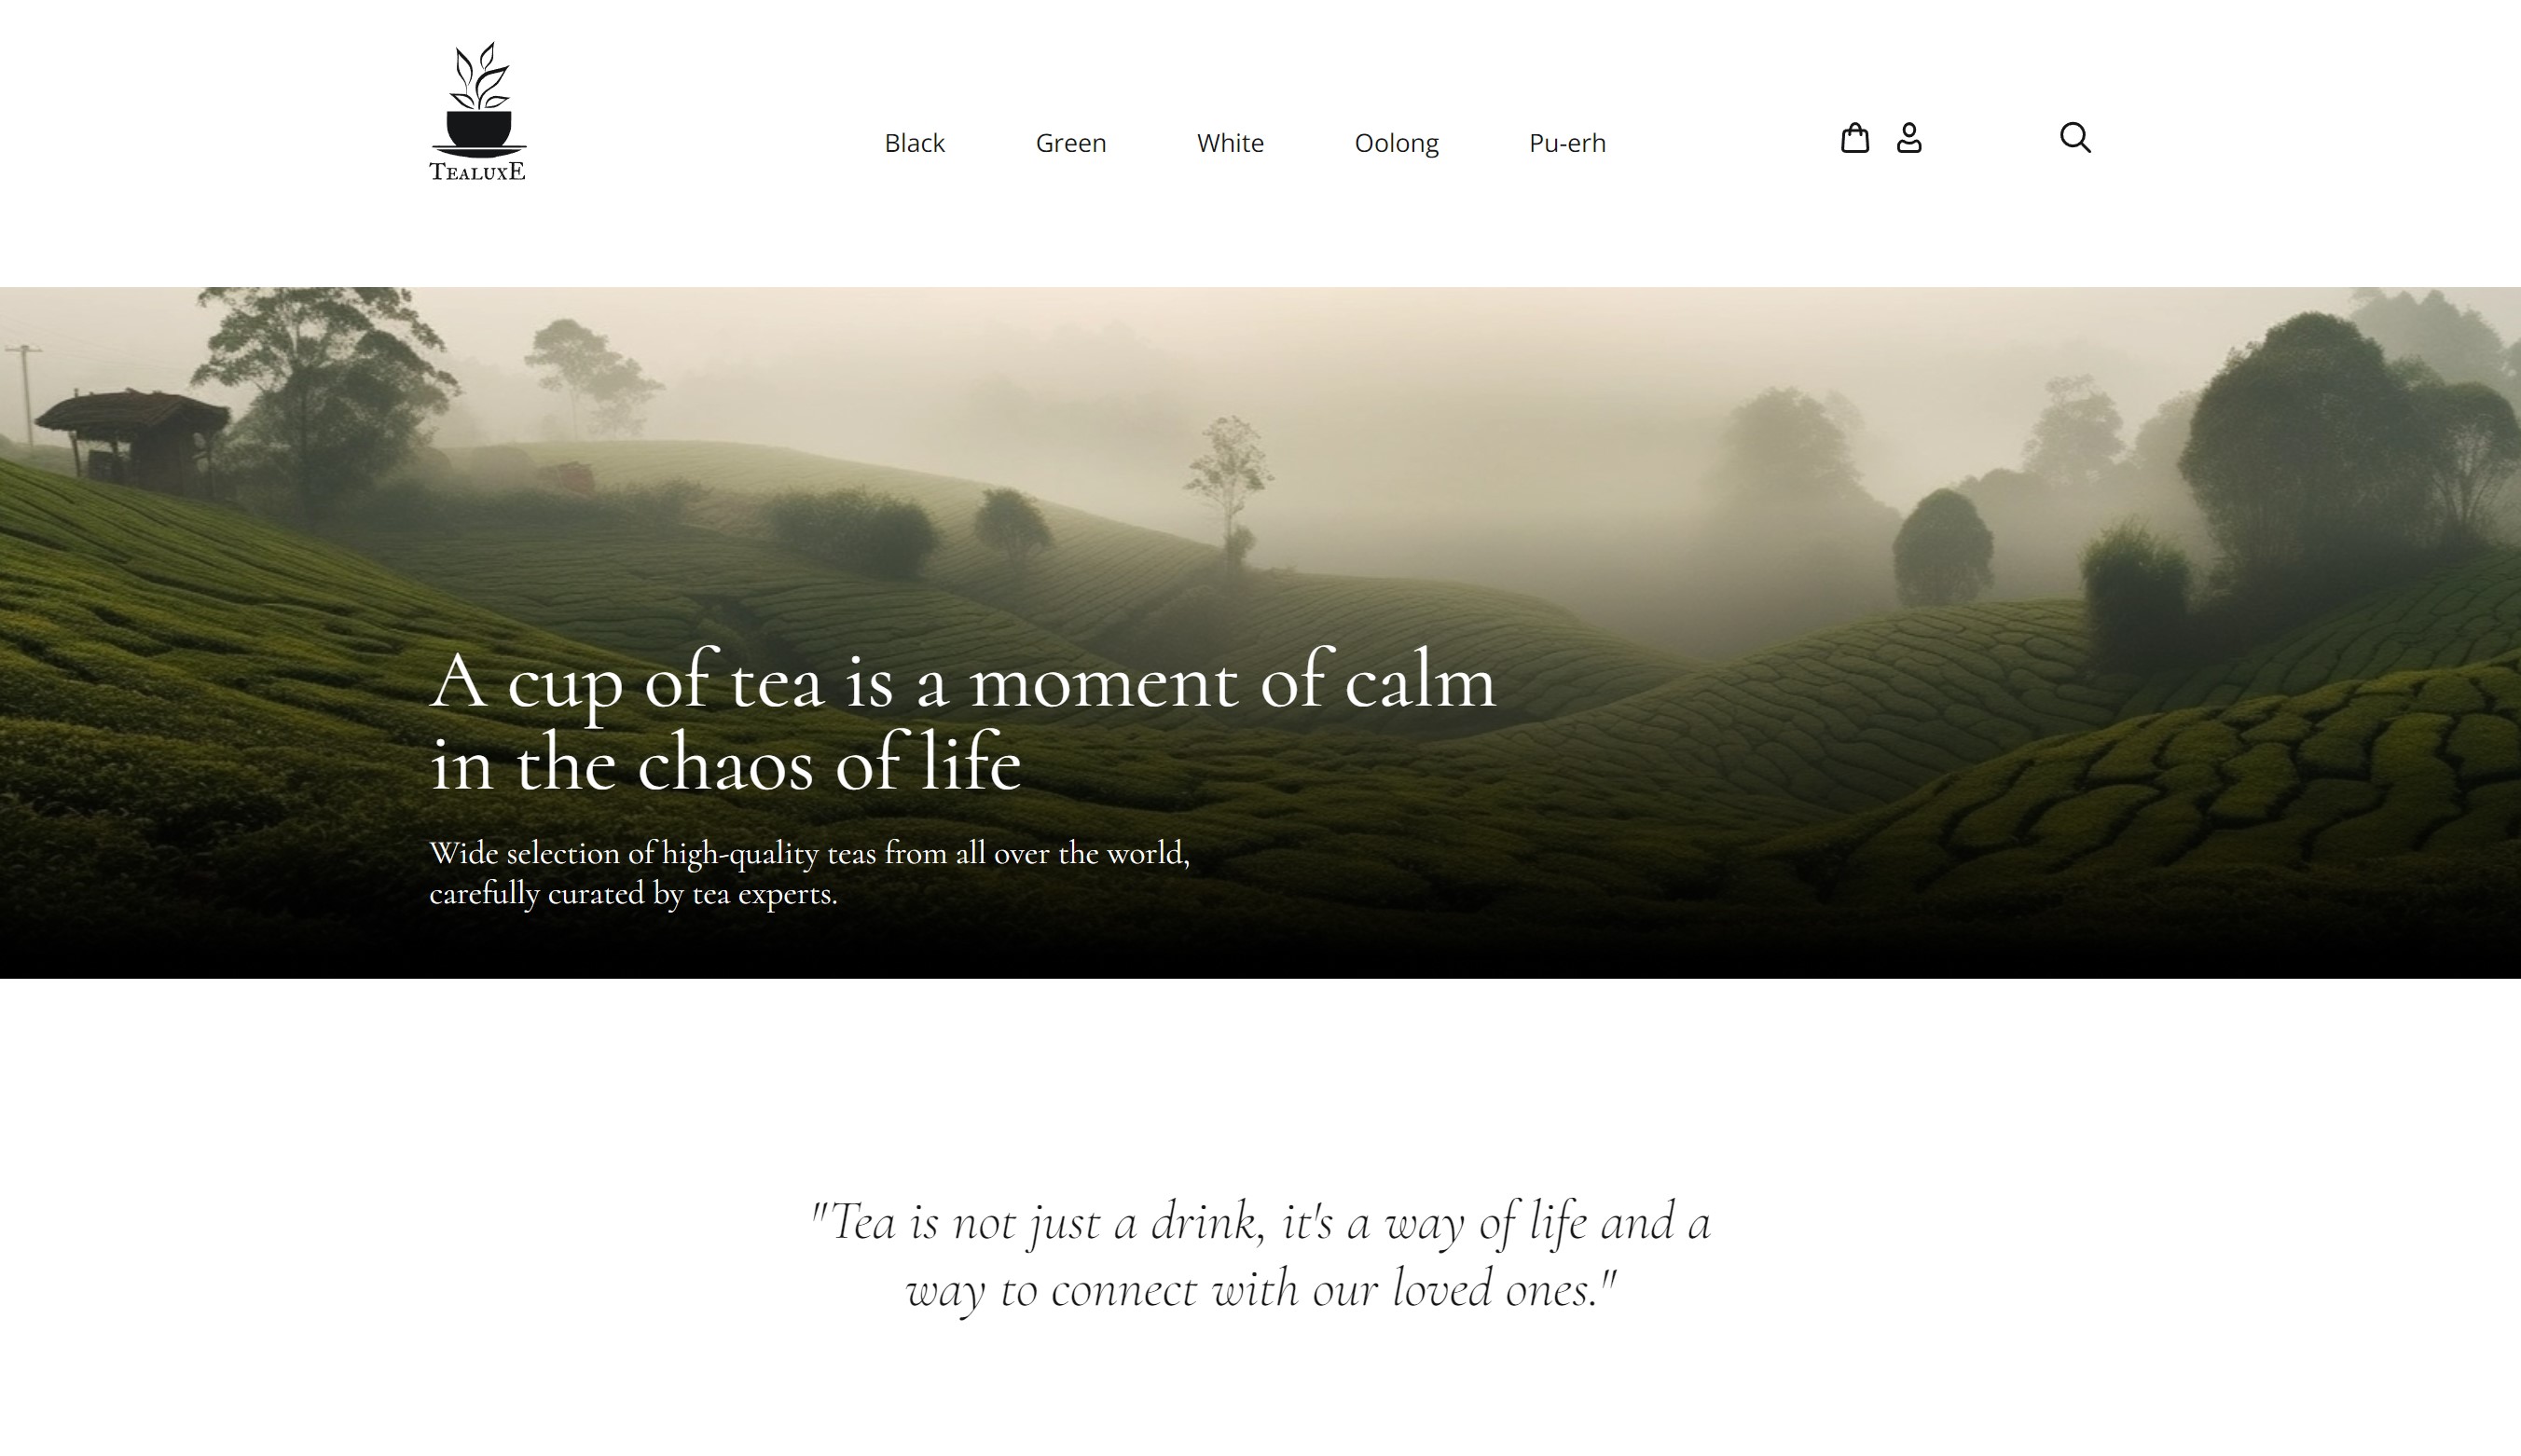 TEALUXE
Black
Green
White
Oolong
Pu-erh
A cup of tea is a moment of calm
in the chaos of life
Wide selection of high-quality teas from all over the world,
carefully curated by tea experts.
"Tea is not just a drink, it's a way of life and a
way to connect with our loved ones."